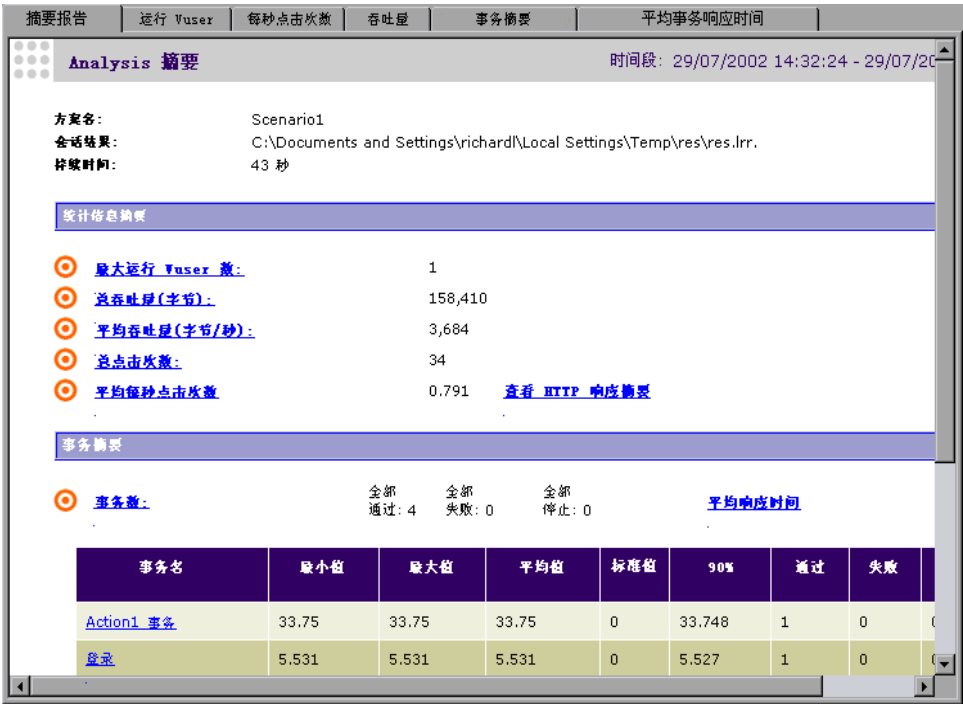 摘要报告 运行 Vuser 每秒点击次数 吞吐量 事务摘要 平均事务响应时间
Analysis 摘要 时间段: 29/07/2002 14:32:24 - 29/07/20
方案名: Scenario1
会话结果: C:\Documents and Settings\richardl\Local Settings\Temp\res\res.lrr.
持续时间: 43 秒
统计信息摘要
最大运行 Vuser 数: 1
总吞吐量(字节): 158,410
平均吞吐量(字节/秒): 3,684
总点击次数: 34
平均每秒点击次数 0.791 查看 HTTP 响应摘要
事务摘要
事务数: 全部 通过: 4 全部 失败: 0 全部 停止: 0 平均响应时间
事务名 最小值 最大值 平均值 标准值 90% 通过 失败
Action1 事务 33.75 33.75 33.75 0 33.748 1 0
登录 5.531 5.531 5.531 0 5.527 1 0